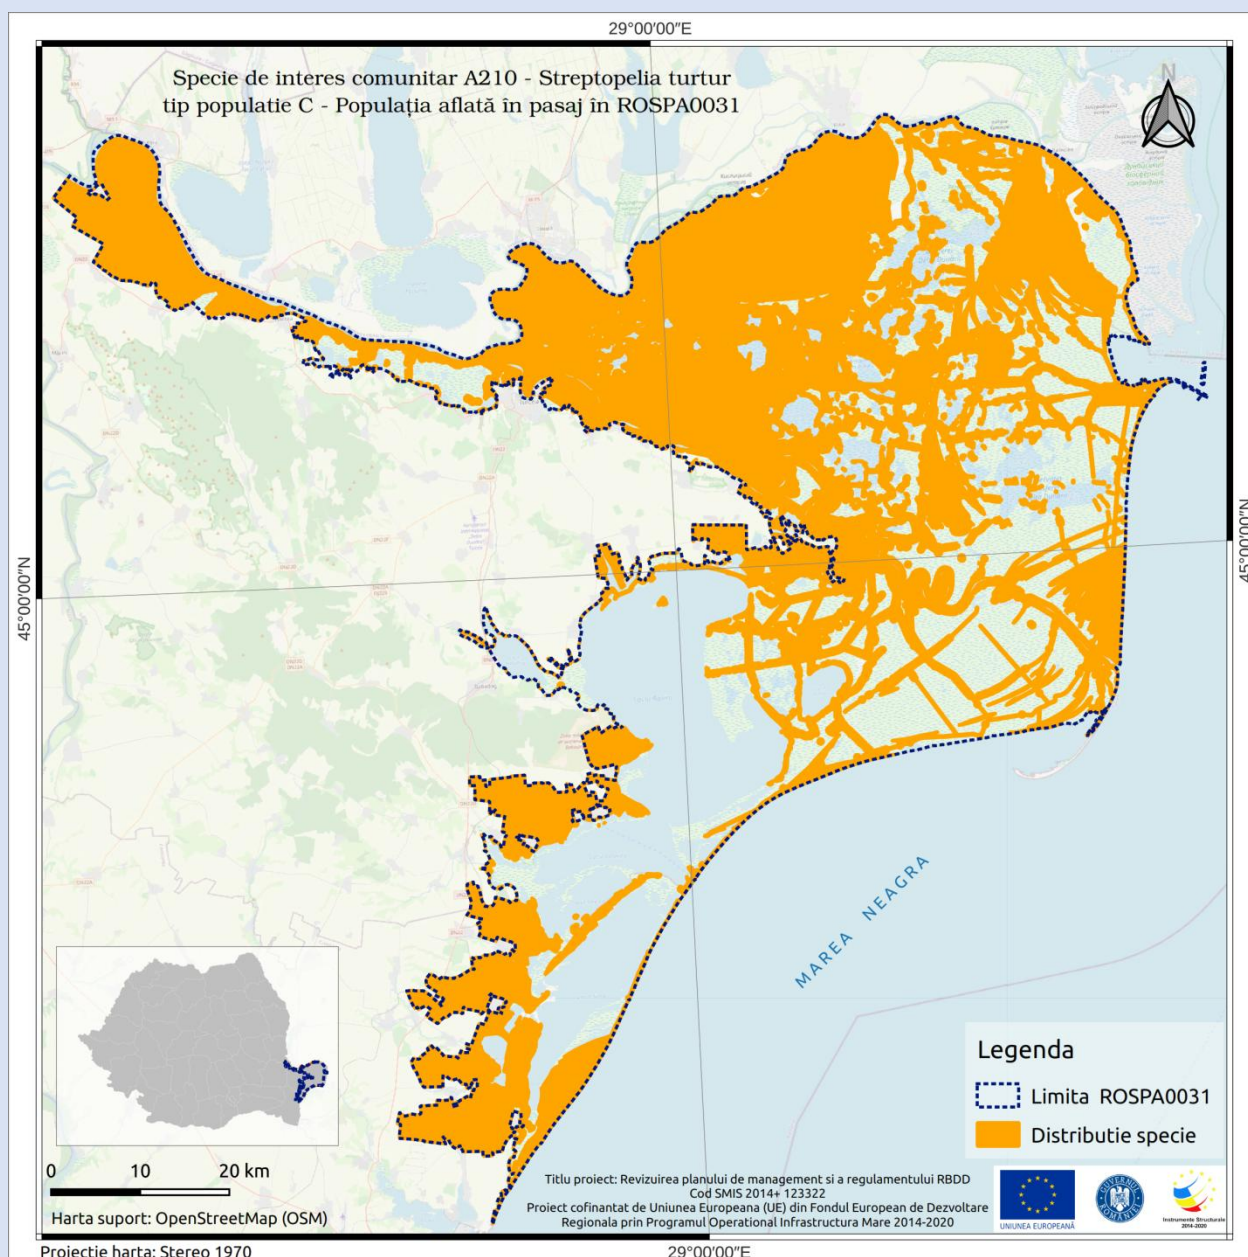 29°00'00"E
Specie de interes comunitar A210 - Streptopelia turtur
tip populatie C - Populația aflată în pasaj în ROSPA0031
N
45°00'00"N
45°00'00"N
MAREA NEAGRA
Legenda
Limita ROSPA0031
Distributie specie
0 10 20 km
Harta suport: OpenStreetMap (OSM)
Titlu proiect: Revizuirea planului de management si a regulamentului RBDD
Cod SMIS 2014+ 123322
Proiect cofinantat de Uniunea Europeana (UE) din Fondul European de Dezvoltare
Regionala prin Programul Operational Infrastructura Mare 2014-2020
UNIUNEA EUROPEANĂ
GUVERNUL ROMÂNIEI
Instrumente Structurale
2014-2020
Proiectie harta: Stereo 1970
29°00'00"E